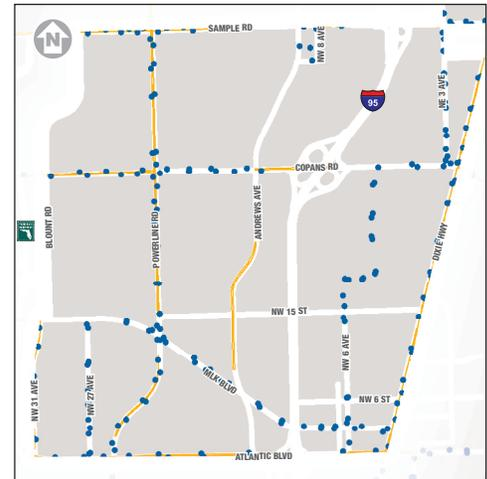 N
SAMPLE RD
NW 8 AVE
NE 3 AVE
95
COPANS RD
BLOUNT RD
POWERLINE RD
ANDREWS AVE
DIXIE HWY
NW 15 ST
NW 31 AVE
NW 27 AVE
MLK BLVD
NW 6 AVE
NW 6 ST
ATLANTIC BLVD